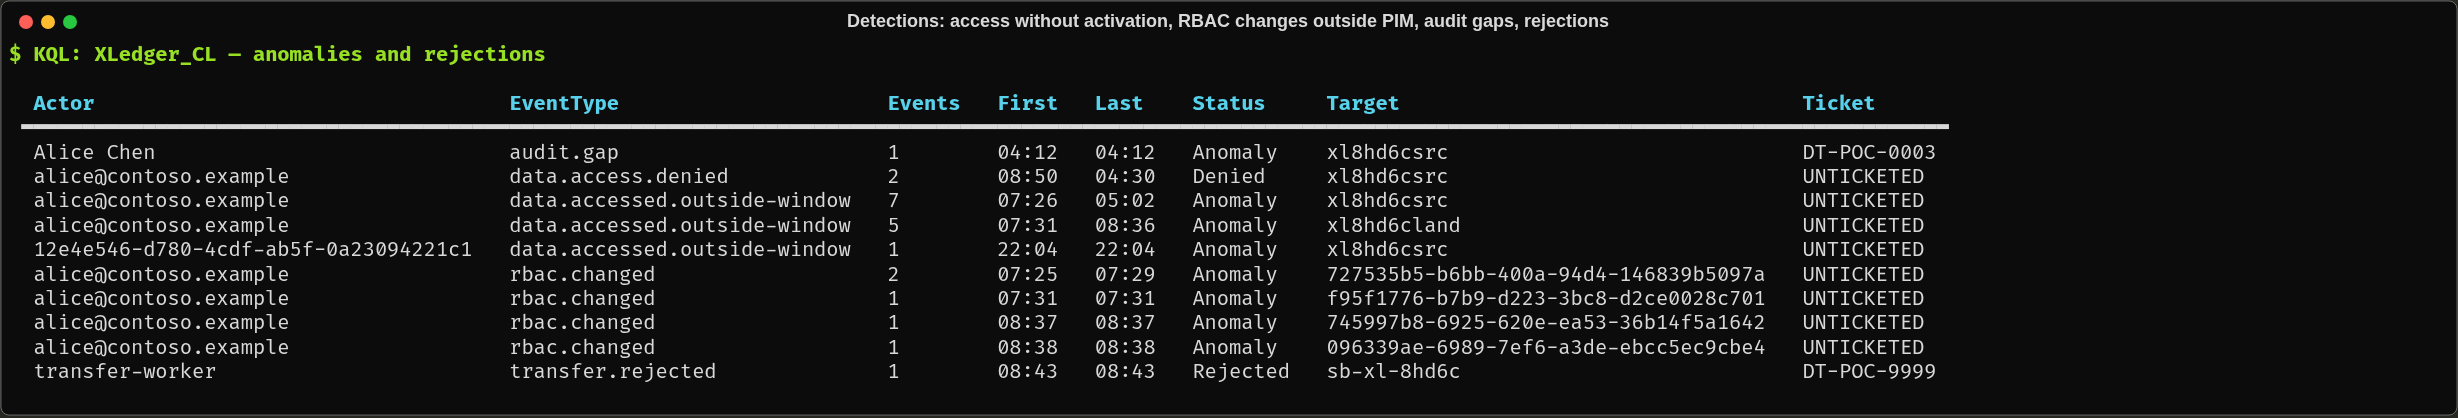 Detections: access without activation, RBAC changes outside PIM, audit gaps, rejections
$ KQL: XLedger_CL — anomalies and rejections
Actor EventType Events First Last Status Target Ticket
Alice Chen audit.gap 1 04:12 04:12 Anomaly xl8hd6csrc DT-POC-0003
alice@contoso.example data.access.denied 2 08:50 04:30 Denied xl8hd6csrc UNTICKETED
alice@contoso.example data.accessed.outside-window 7 07:26 05:02 Anomaly xl8hd6csrc UNTICKETED
alice@contoso.example data.accessed.outside-window 5 07:31 08:36 Anomaly xl8hd6cland UNTICKETED
12e4e546-d780-4cdf-ab5f-0a23094221c1 data.accessed.outside-window 1 22:04 22:04 Anomaly xl8hd6csrc UNTICKETED
alice@contoso.example rbac.changed 2 07:25 07:29 Anomaly 727535b5-b6bb-400a-94d4-146839b5097a UNTICKETED
alice@contoso.example rbac.changed 1 07:31 07:31 Anomaly f95f1776-b7b9-d223-3bc8-d2ce0028c701 UNTICKETED
alice@contoso.example rbac.changed 1 08:37 08:37 Anomaly 745997b8-6925-620e-ea53-36b14f5a1642 UNTICKETED
alice@contoso.example rbac.changed 1 08:38 08:38 Anomaly 096339ae-6989-7ef6-a3de-ebcc5ec9cbe4 UNTICKETED
transfer-worker transfer.rejected 1 08:43 08:43 Rejected sb-xl-8hd6c DT-POC-9999